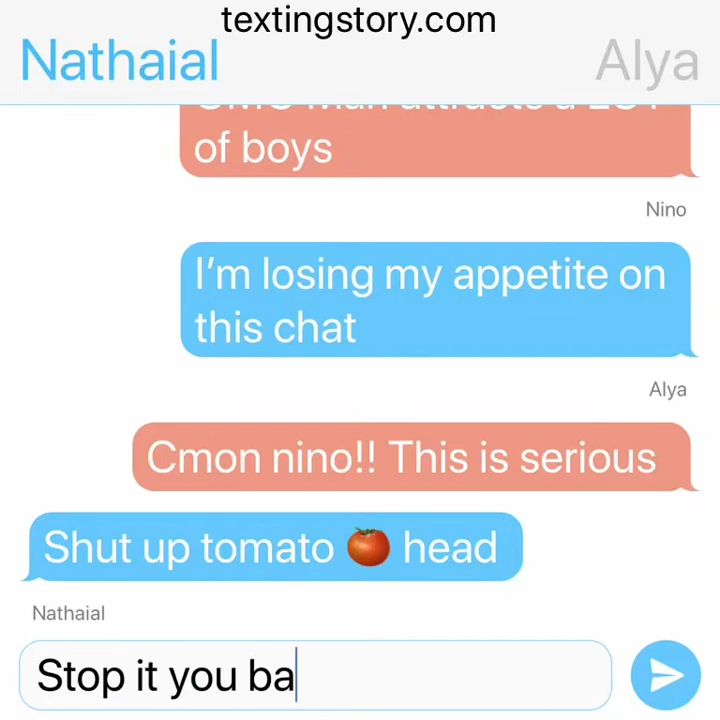 textingstory.com
Nathaial
Alya
of boys
Nino
I'm losing my appetite on
this chat
Alya
Cmon nino!! This is serious
Shut up tomato 🍅 head
Nathaial
Stop it you ba